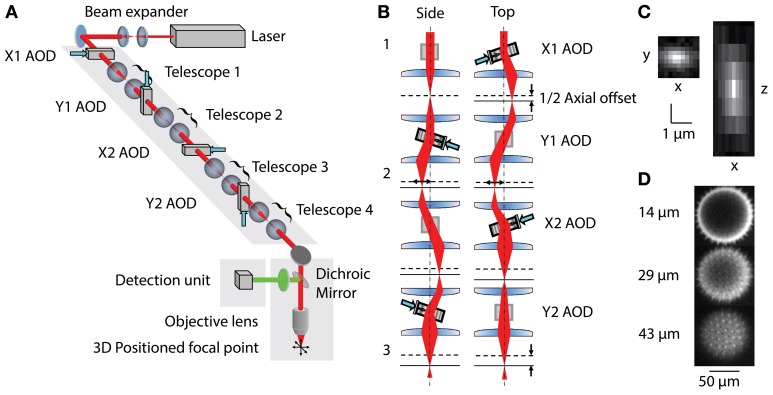 A
Beam expander
Laser
X1 AOD
Telescope 1
Y1 AOD
Telescope 2
X2 AOD
Telescope 3
Y2 AOD
Telescope 4
Detection unit
Dichroic
Mirror
Objective lens
3D Positioned focal point
B
Side
Top
1
X1 AOD
1/2 Axial offset
Y1 AOD
2
X2 AOD
Y2 AOD
3
C
y
x
1 µm
z
x
D
14 µm
29 µm
43 µm
50 µm